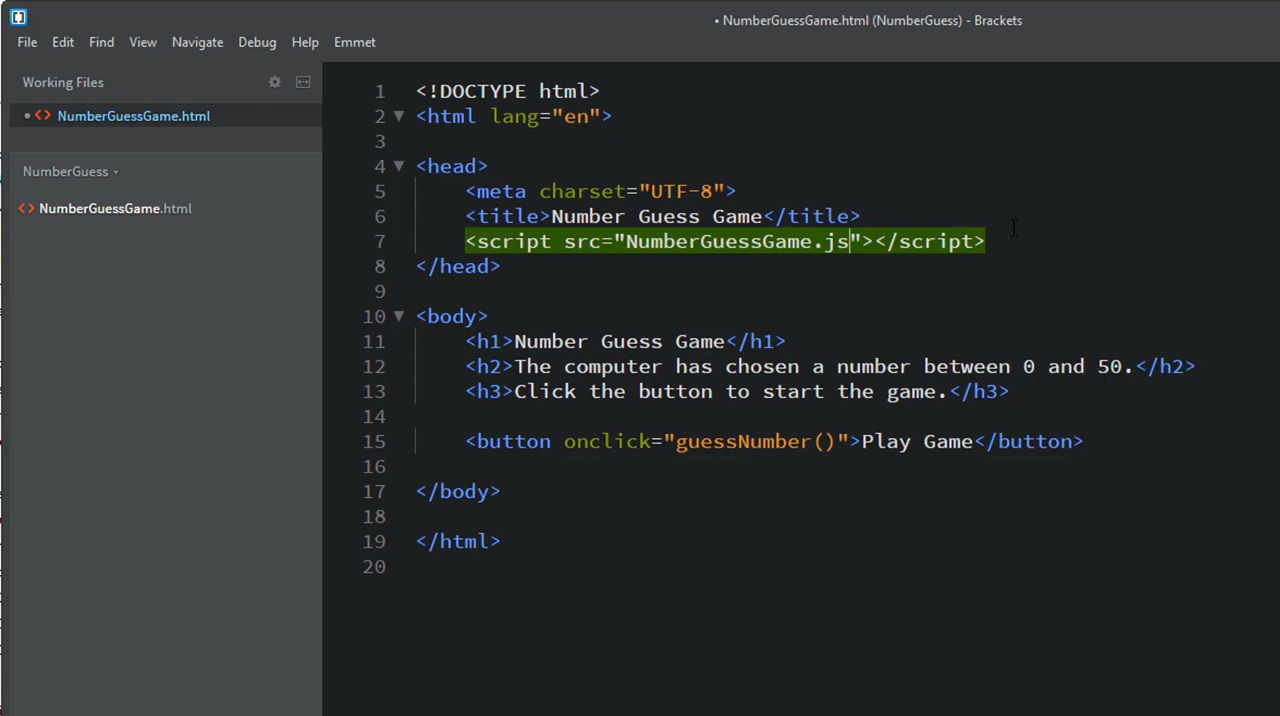 • NumberGuessGame.html (NumberGuess) - Brackets
File Edit Find View Navigate Debug Help Emmet
Working Files
• <> NumberGuessGame.html
NumberGuess
<> NumberGuessGame.html
1 <!DOCTYPE html>
2 <html lang="en">
3
4 <head>
5 <meta charset="UTF-8">
6 <title>Number Guess Game</title>
7 <script src="NumberGuessGame.js"></script>
8 </head>
9
10 <body>
11 <h1>Number Guess Game</h1>
12 <h2>The computer has chosen a number between 0 and 50.</h2>
13 <h3>Click the button to start the game.</h3>
14
15 <button onclick="guessNumber()">Play Game</button>
16
17 </body>
18
19 </html>
20